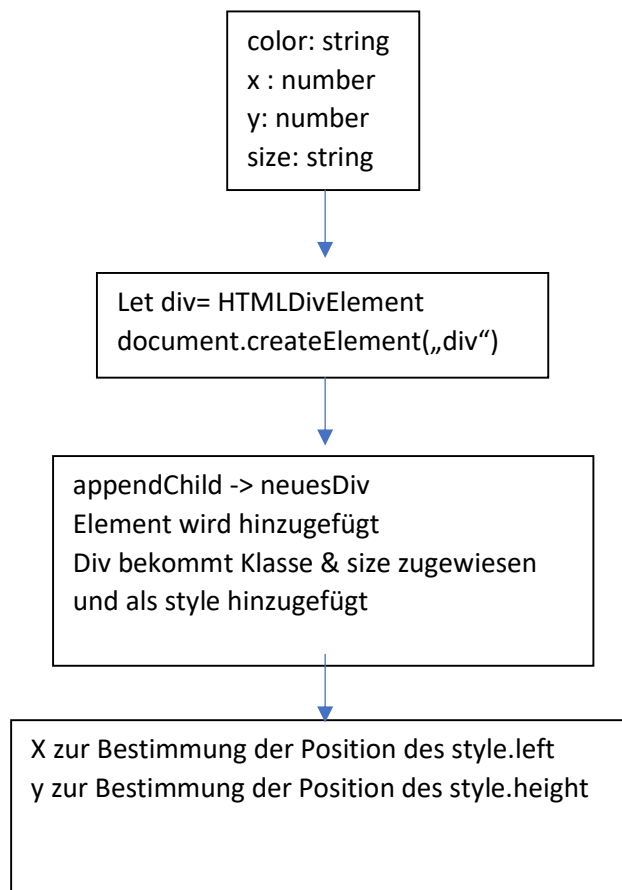 color: string
x : number
y: number
size: string
Let div= HTMLDivElement
document.createElement(„div“)
appendChild -> neuesDiv
Element wird hinzugefügt
Div bekommt Klasse & size zugewiesen
und als style hinzugefügt
X zur Bestimmung der Position des style.left
y zur Bestimmung der Position des style.height